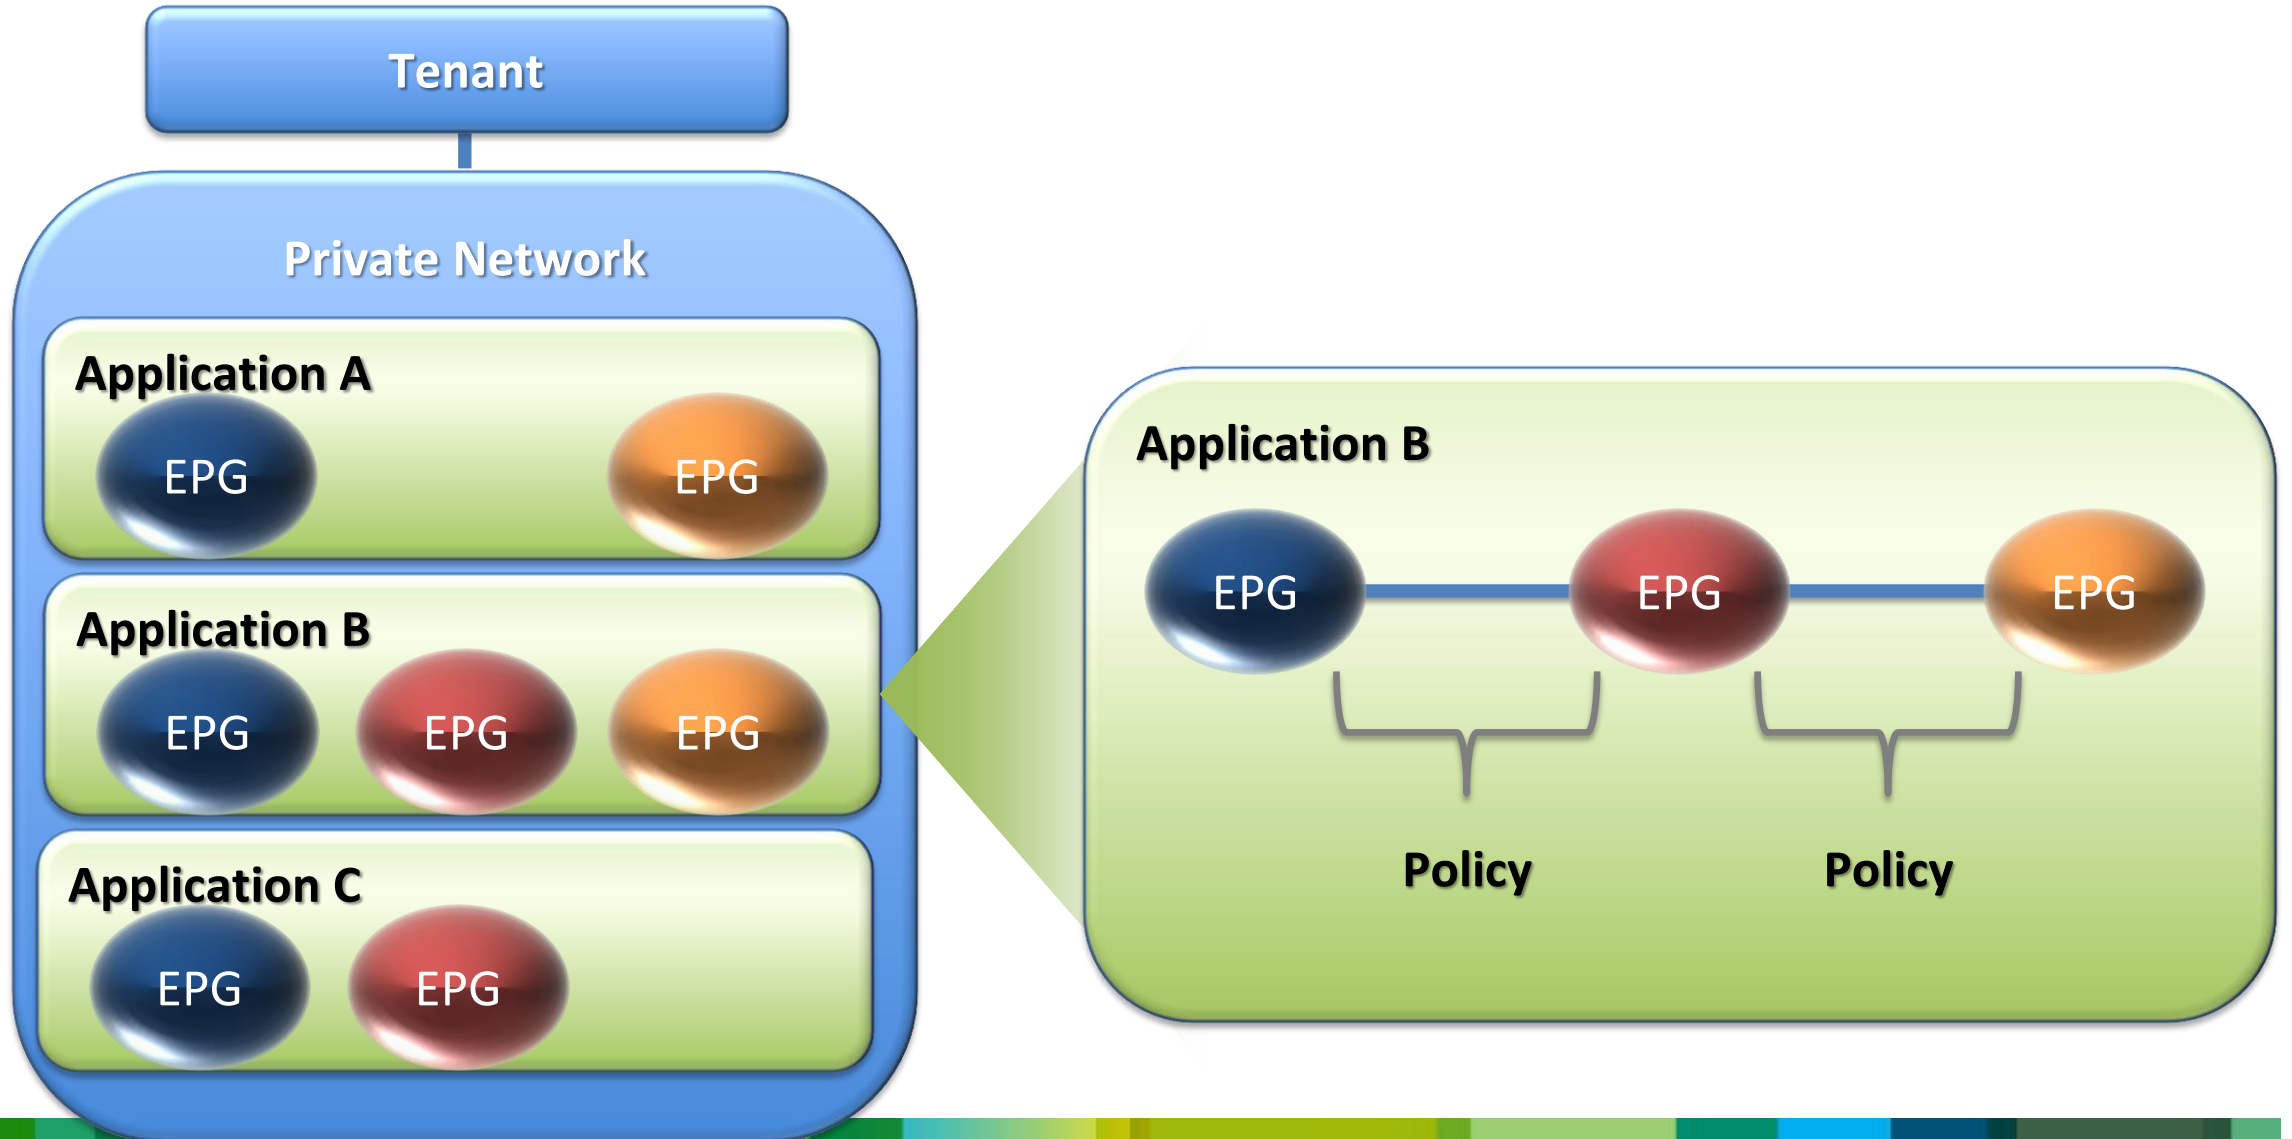 Tenant
Private Network
Application A
EPG
EPG
Application B
EPG
EPG
EPG
Application C
EPG
EPG
Application B
EPG
EPG
EPG
Policy
Policy